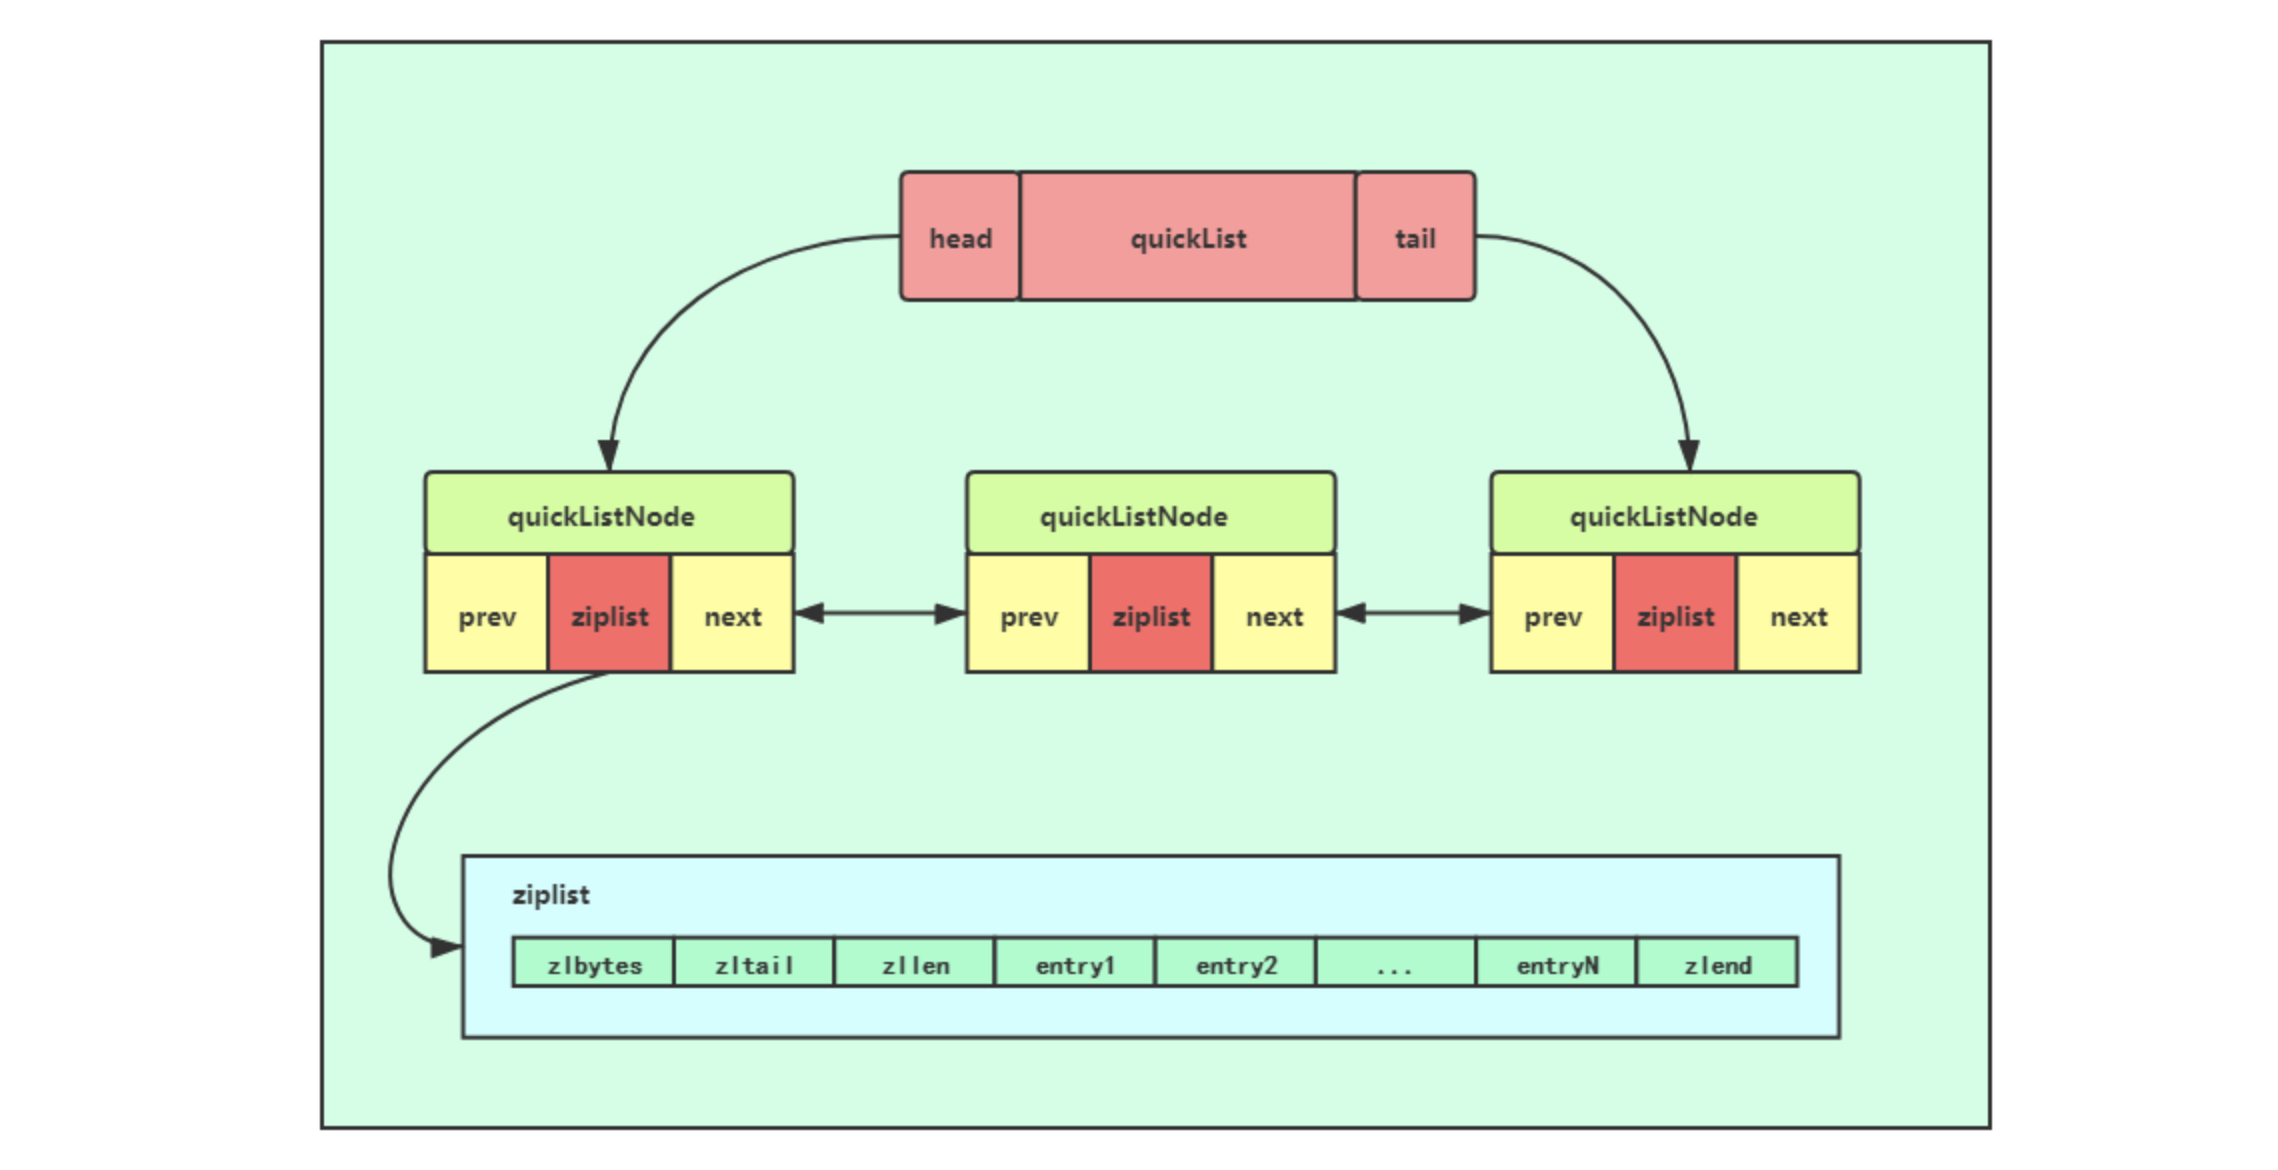 head quickList tail
quickListNode quickListNode quickListNode
prev ziplist next prev ziplist next prev ziplist next
ziplist
zlbytes zltail zllen entry1 entry2 ... entryN zlend